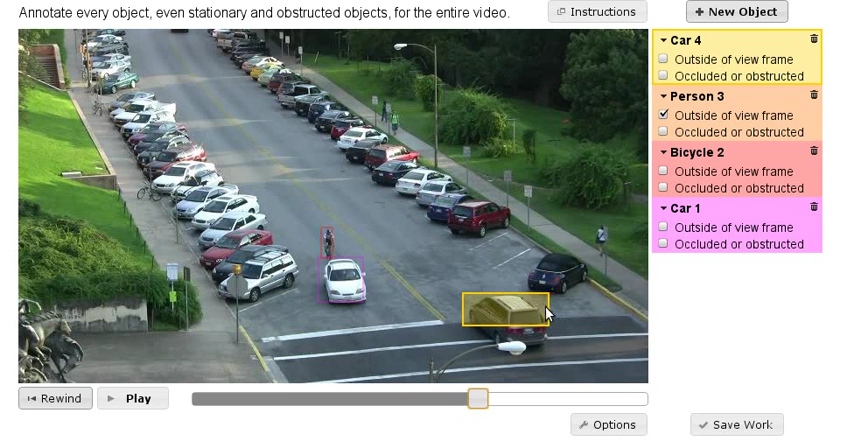 Annotate every object, even stationary and obstructed objects, for the entire video.
Instructions
+ New Object
Car 4
Outside of view frame
Occluded or obstructed
Person 3
Outside of view frame
Occluded or obstructed
Bicycle 2
Outside of view frame
Occluded or obstructed
Car 1
Outside of view frame
Occluded or obstructed
Rewind
Play
Options
Save Work